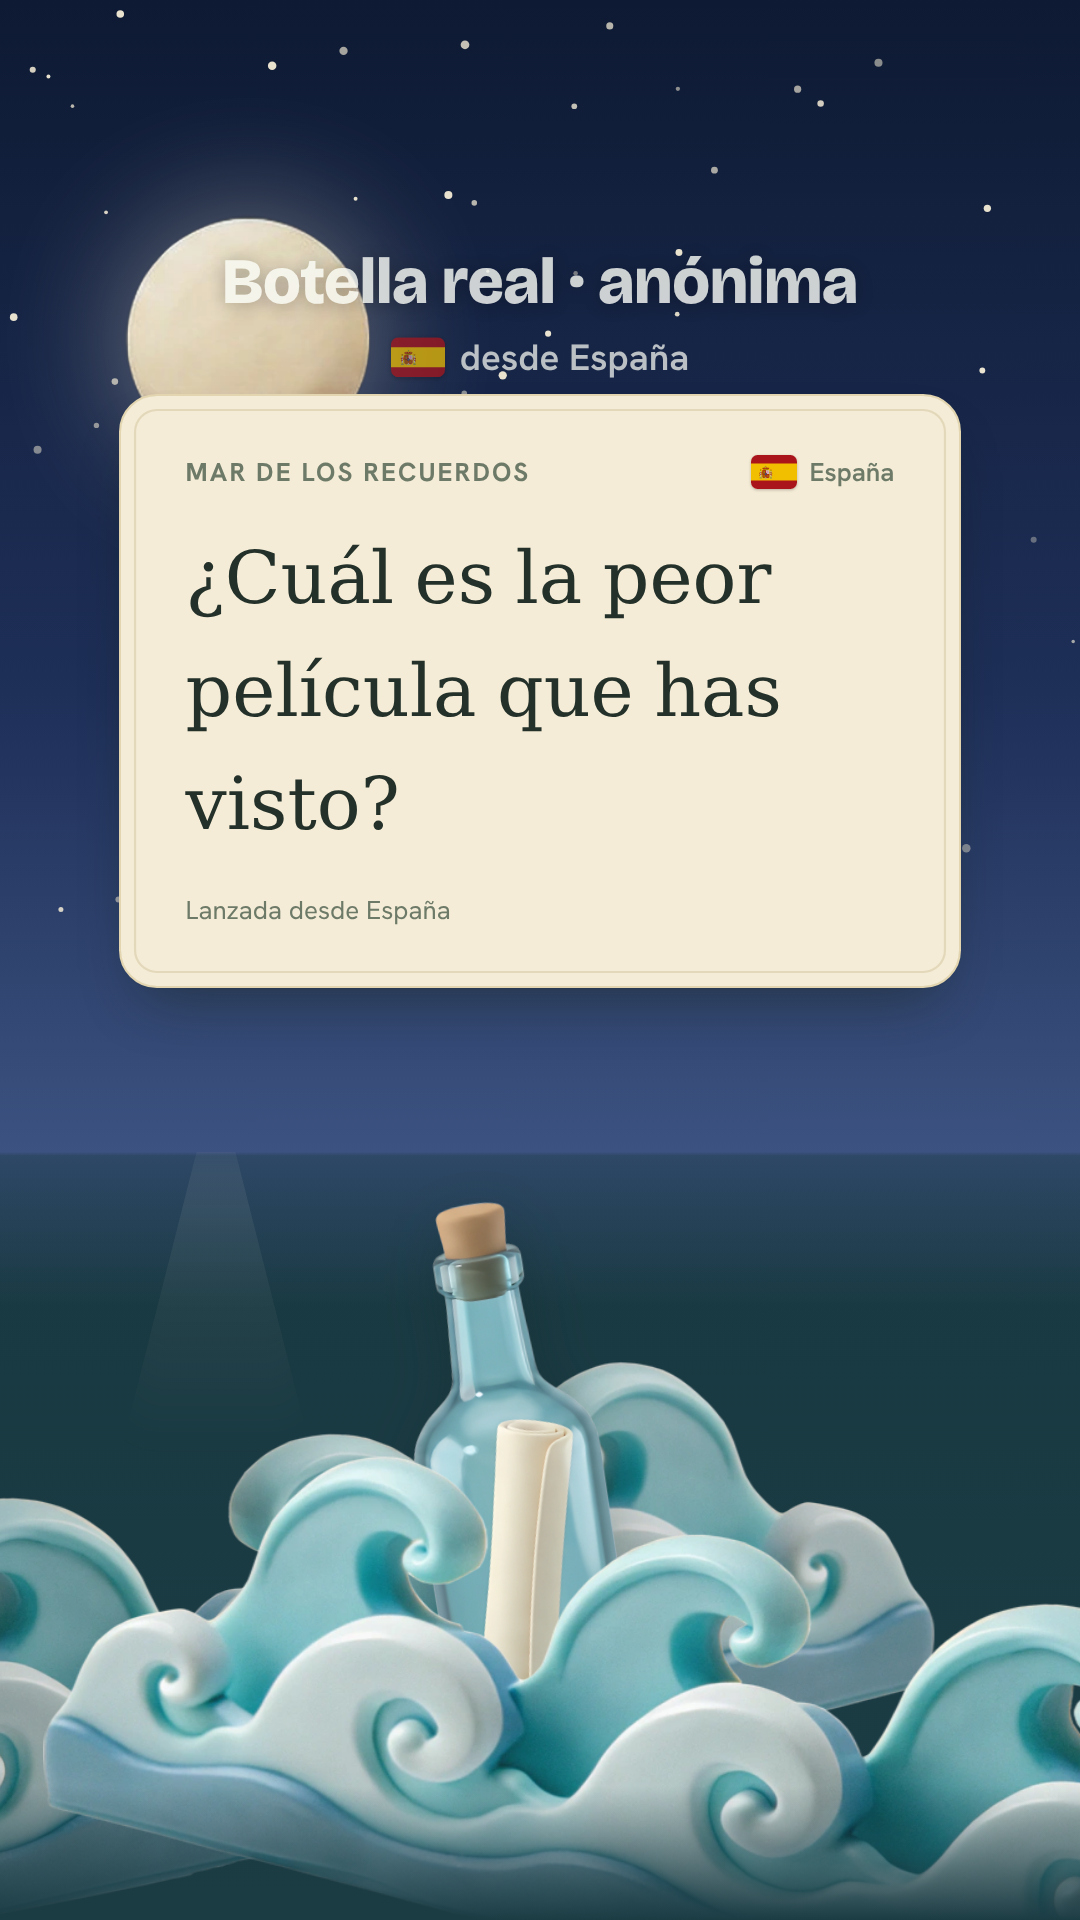 Botella real · anónima
desde España
MAR DE LOS RECUERDOS
España
¿Cuál es la peor
película que has
visto?
Lanzada desde España